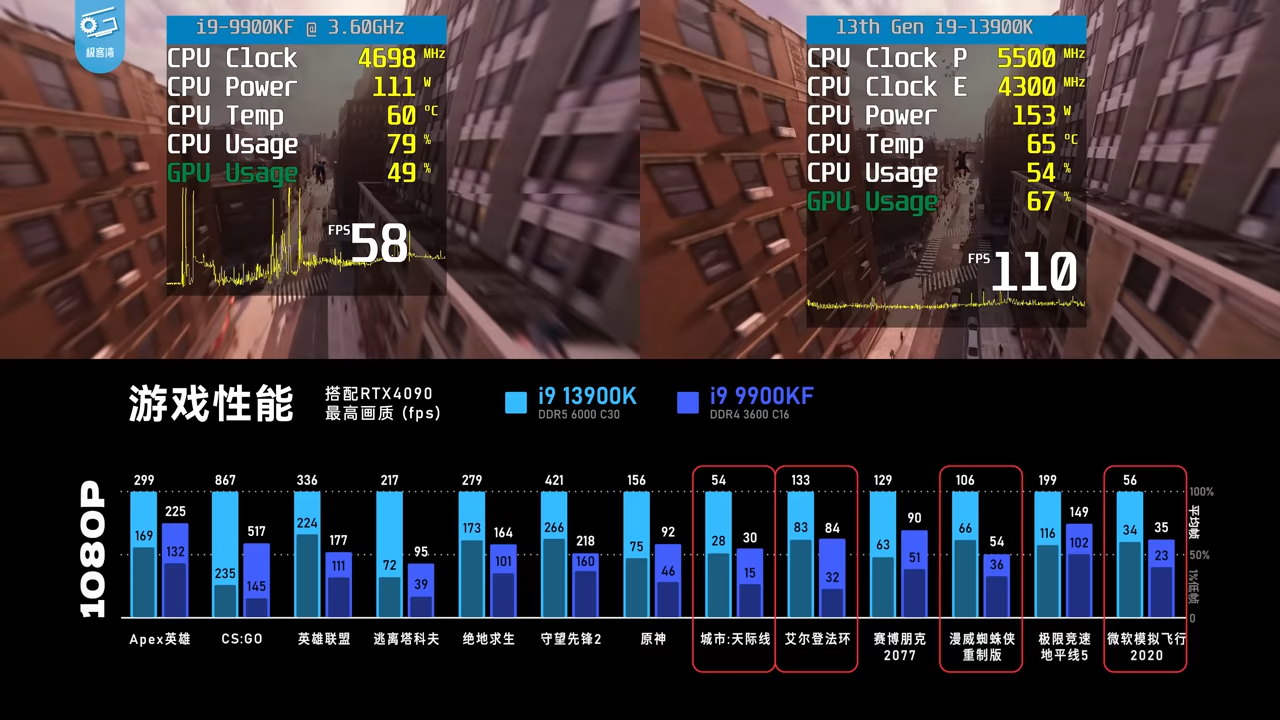 极客湾
i9-9900KF @ 3.60GHz
CPU Clock 4698 MHz
CPU Power 111 W
CPU Temp 60 °C
CPU Usage 79 %
GPU Usage 49 %
FPS 58
13th Gen i9-13900K
CPU Clock P 5500 MHz
CPU Clock E 4300 MHz
CPU Power 153 W
CPU Temp 65 °C
CPU Usage 54 %
GPU Usage 67 %
FPS 110
游戏性能
搭配RTX4090
最高画质 (fps)
i9 13900K
DDR5 6000 C30
i9 9900KF
DDR4 3600 C16
1080P
299 169 225 132
867 235 517 145
336 224 177 111
217 72 95 39
279 173 164 101
421 266 218 160
156 75 92 46
54 28 30 15
133 83 84 32
129 63 90 51
106 66 54 36
199 116 149 102
56 34 35 23
100%
平均帧
50%
1%低帧
0
Apex英雄
CS:GO
英雄联盟
逃离塔科夫
绝地求生
守望先锋2
原神
城市:天际线
艾尔登法环
赛博朋克
2077
漫威蜘蛛侠
重制版
极限竞速
地平线5
微软模拟飞行
2020